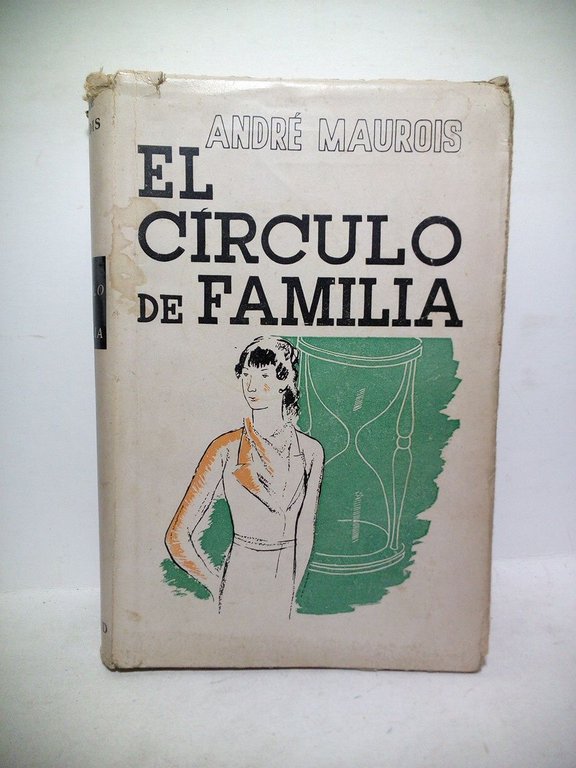 ANDRÉ MAUROIS
EL
CÍRCULO
DE FAMILIA